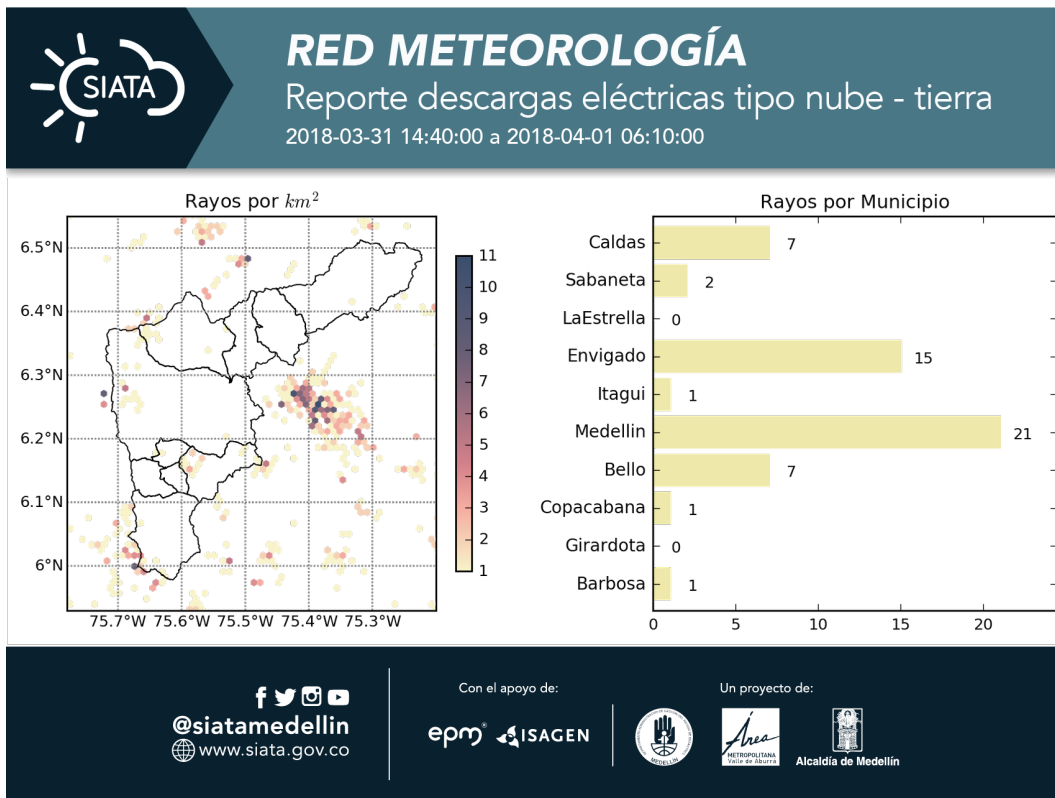 SIATA
RED METEOROLOGÍA
Reporte descargas eléctricas tipo nube - tierra
2018-03-31 14:40:00 a 2018-04-01 06:10:00
Rayos por km²
6.5°N
6.4°N
6.3°N
6.2°N
6.1°N
6°N
75.7°W 75.6°W 75.5°W 75.4°W 75.3°W
11
10
9
8
7
6
5
4
3
2
1
Rayos por Municipio
Caldas 7
Sabaneta 2
LaEstrella 0
Envigado 15
Itagui 1
Medellin 21
Bello 7
Copacabana 1
Girardota 0
Barbosa 1
0 5 10 15 20
@siatamedellin
www.siata.gov.co
Con el apoyo de:
epm® ISAGEN
Un proyecto de:
MEDELLIN
Área
METROPOLITANA
Valle de Aburrá
Alcaldía de Medellín